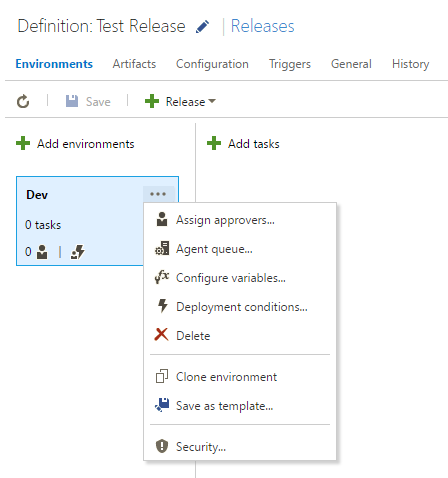 Definition: Test Release | Releases
Environments Artifacts Configuration Triggers General History
Save Release
Add environments Add tasks
Dev ...
0 tasks
0
Assign approvers...
Agent queue...
Configure variables...
Deployment conditions...
Delete
Clone environment
Save as template...
Security...